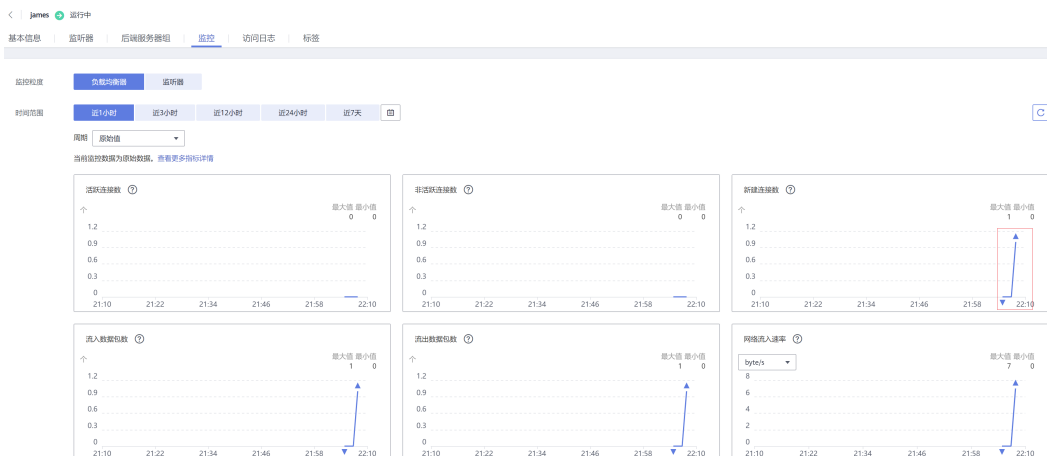 james 运行中
基本信息 监听器 后端服务器组 监控 访问日志 标签
监控粒度 负载均衡器 监听器
时间范围 近1小时 近3小时 近12小时 近24小时 近7天
周期 原始值
当前监控数据为原始数据。查看更多指标详情
活跃连接数
个
最大值 最小值
0 0
1.2
0.9
0.6
0.3
0
21:10 21:22 21:34 21:46 21:58 22:10
非活跃连接数
个
最大值 最小值
0 0
1.2
0.9
0.6
0.3
0
21:10 21:22 21:34 21:46 21:58 22:10
新建连接数
个
最大值 最小值
1 0
1.2
0.9
0.6
0.3
0
21:10 21:22 21:34 21:46 21:58 22:10
流入数据包数
个
最大值 最小值
1 0
1.2
0.9
0.6
0.3
0
21:10 21:22 21:34 21:46 21:58 22:10
流出数据包数
个
最大值 最小值
1 0
1.2
0.9
0.6
0.3
0
21:10 21:22 21:34 21:46 21:58 22:10
网络流入速率
byte/s
最大值 最小值
7 0
8
6
4
2
0
21:10 21:22 21:34 21:46 21:58 22:10